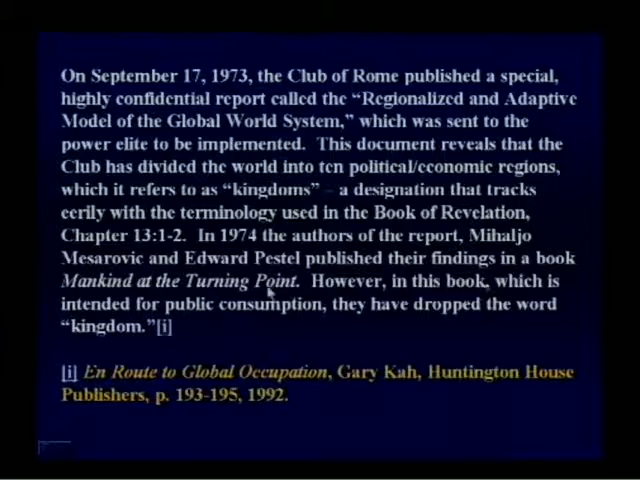 On September 17, 1973, the Club of Rome published a special,
highly confidential report called the “Regionalized and Adaptive
Model of the Global World System,” which was sent to the
power elite to be implemented.  This document reveals that the
Club has divided the world into ten political/economic regions,
which it refers to as “kingdoms” – a designation that tracks
eerily with the terminology used in the Book of Revelation,
Chapter 13:1-2.  In 1974 the authors of the report, Mihaljo
Mesarovic and Edward Pestel published their findings in a book
Mankind at the Turning Point.  However, in this book, which is
intended for public consumption, they have dropped the word
“kingdom.”[i]
[i] En Route to Global Occupation, Gary Kah, Huntington House
Publishers, p. 193-195, 1992.